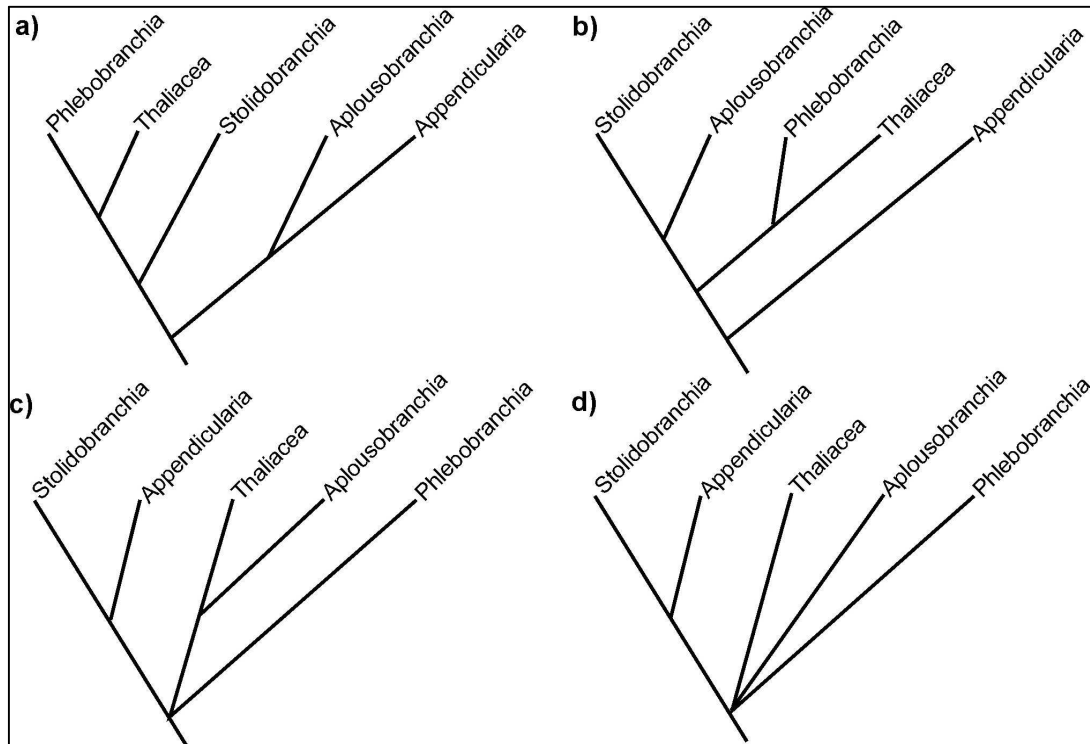 a)
Phlebobranchia
Thaliacea
Stolidobranchia
Aplousobranchia
Appendicularia
b)
Stolidobranchia
Aplousobranchia
Phlebobranchia
Thaliacea
Appendicularia
c)
Stolidobranchia
Appendicularia
Thaliacea
Aplousobranchia
Phlebobranchia
d)
Stolidobranchia
Appendicularia
Thaliacea
Aplousobranchia
Phlebobranchia